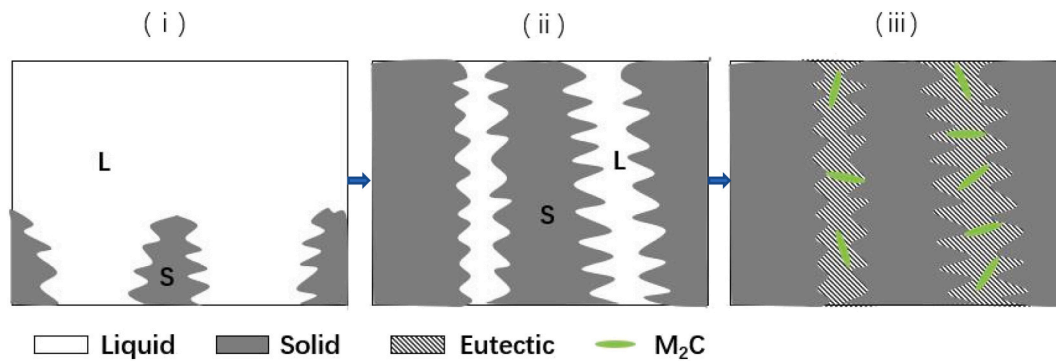 (i) (ii) (iii)
L L
S S
Liquid Solid Eutectic M₂C